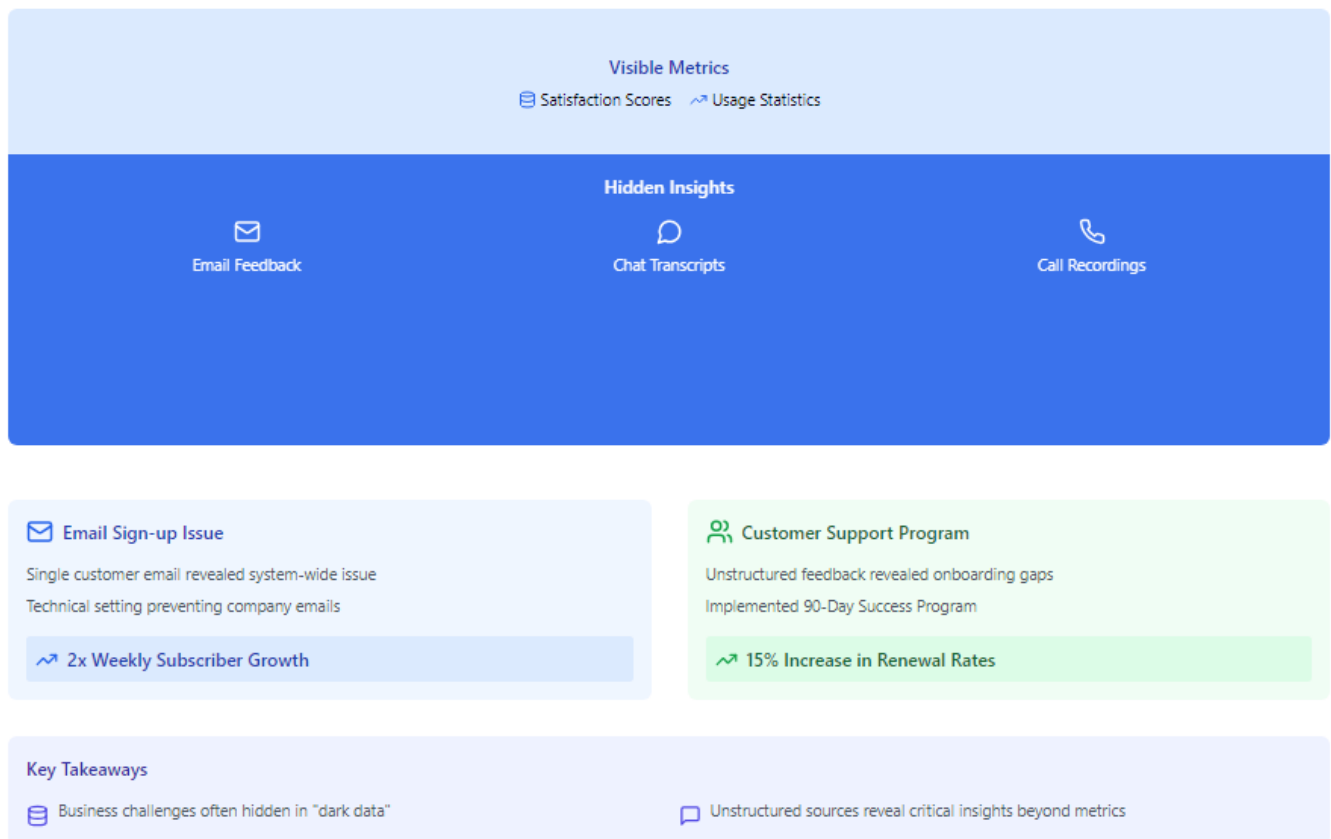 Visible Metrics
Satisfaction Scores Usage Statistics
Hidden Insights
Email Feedback Chat Transcripts Call Recordings
Email Sign-up Issue
Single customer email revealed system-wide issue
Technical setting preventing company emails
2x Weekly Subscriber Growth
Customer Support Program
Unstructured feedback revealed onboarding gaps
Implemented 90-Day Success Program
15% Increase in Renewal Rates
Key Takeaways
Business challenges often hidden in "dark data"
Unstructured sources reveal critical insights beyond metrics